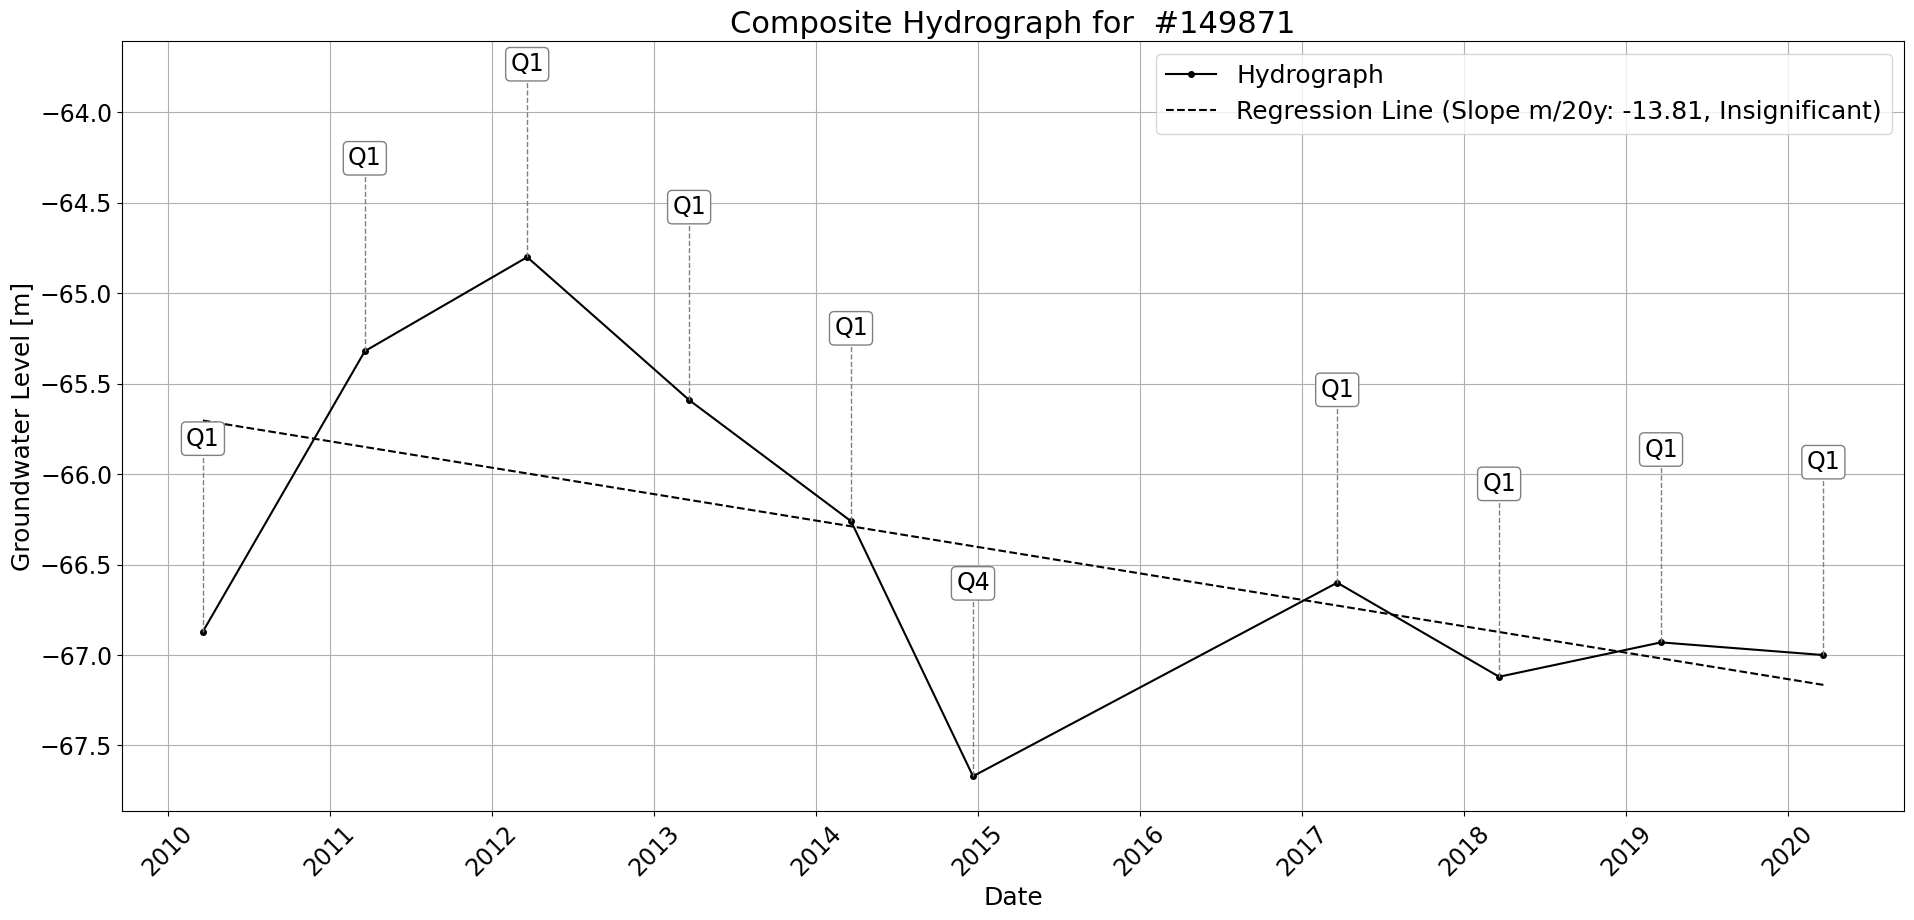 Composite Hydrograph for  #149871
Hydrograph
Regression Line (Slope m/20y: -13.81, Insignificant)
Groundwater Level [m]
−64.0
−64.5
−65.0
−65.5
−66.0
−66.5
−67.0
−67.5
Q1
Q1
Q1
Q1
Q1
Q4
Q1
Q1
Q1
Q1
2010
2011
2012
2013
2014
2015
2016
2017
2018
2019
2020
Date